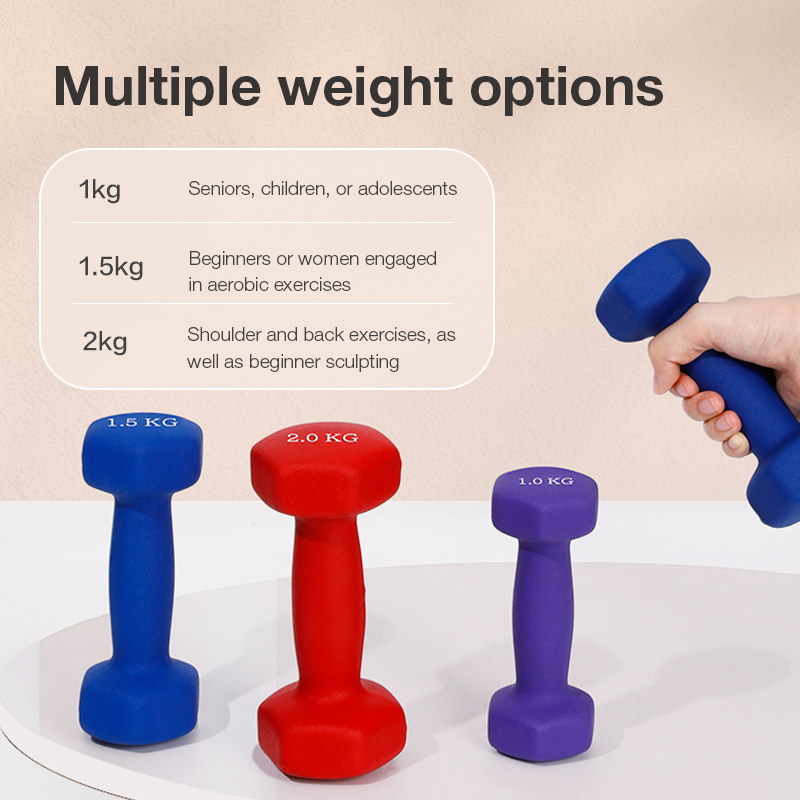 Multiple weight options
1kg
Seniors, children, or adolescents
1.5kg
Beginners or women engaged
in aerobic exercises
2kg
Shoulder and back exercises, as
well as beginner sculpting
1.5 KG
2.0 KG
1.0 KG